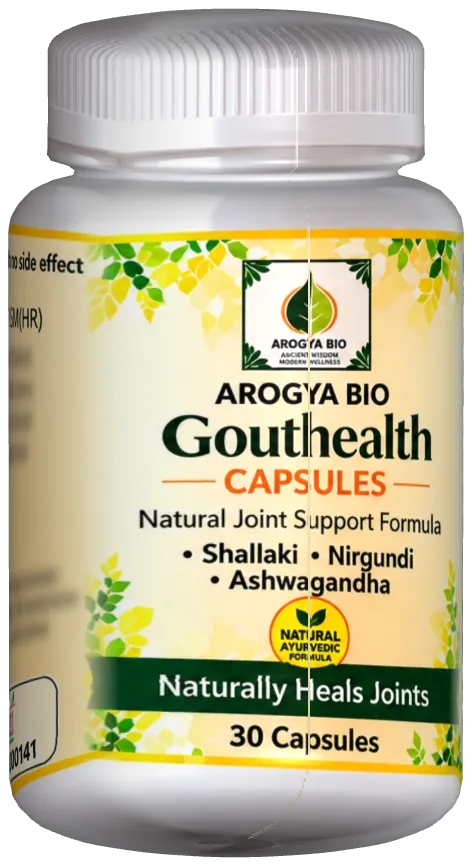 no side effect
SM(HR)
AROGYA BIO
ANCIENT WISDOM
MODERN WELLNESS
AROGYA BIO
Gouthealth
CAPSULES
Natural Joint Support Formula
• Shallaki • Nirgundi
• Ashwagandha
NATURAL
AYURVEDIC
FORMULA
Naturally Heals Joints
30 Capsules
00141